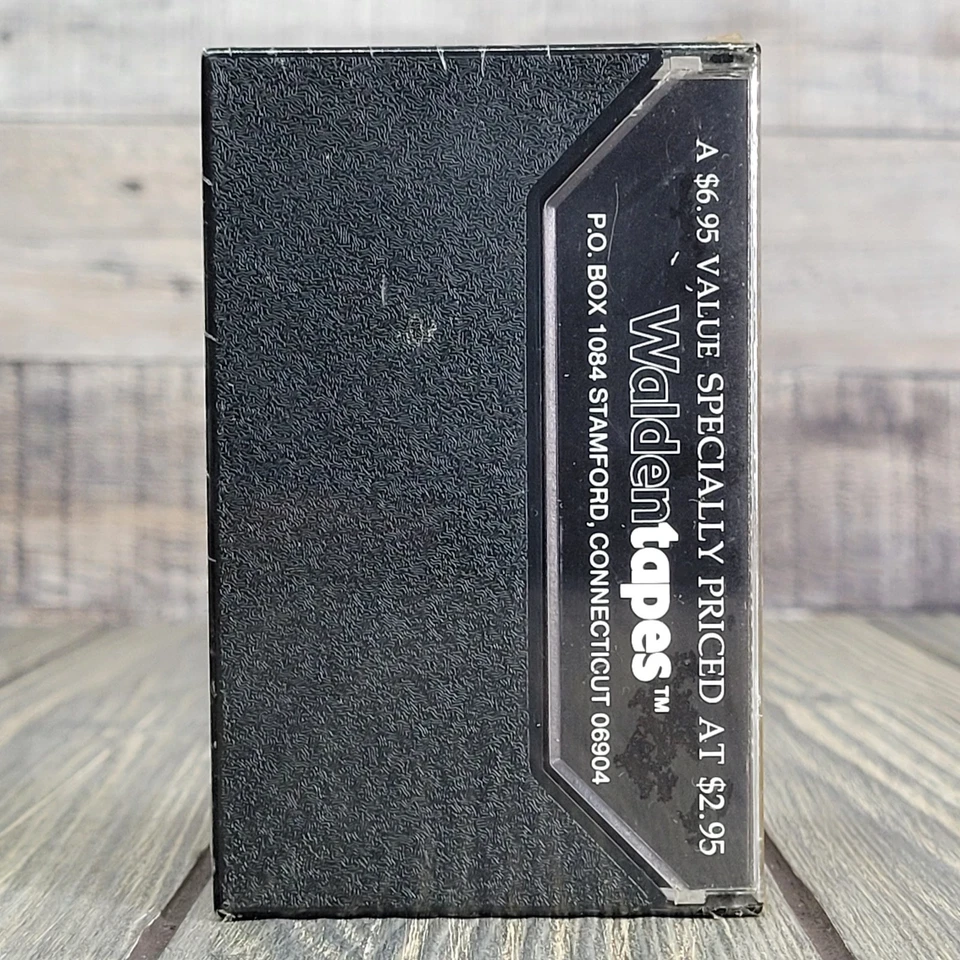 A $6.95 VALUE SPECIALLY PRICED AT $2.95
Waldentapes™
P.O. BOX 1084 STAMFORD, CONNECTICUT 06904